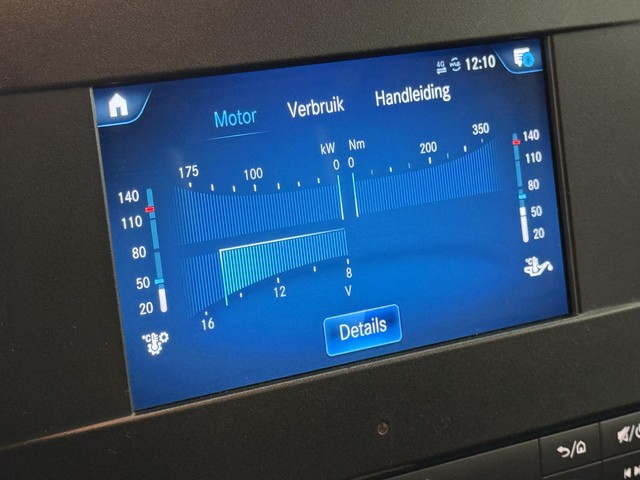 4G 12:10
Motor Verbruik Handleiding
kW Nm
175 100 0 0 200 350
140 140
110 110
80 80
50 50
20 20
16 12 8
V
°C °C
Details